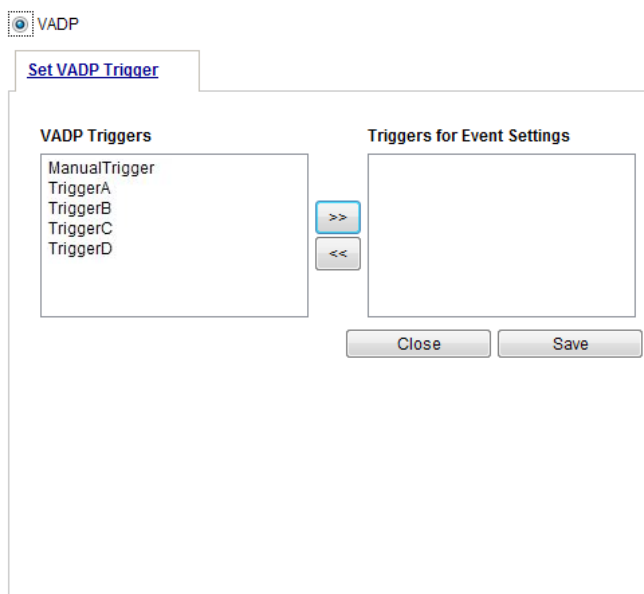 VADP
Set VADP Trigger
VADP Triggers
Triggers for Event Settings
ManualTrigger
TriggerA
TriggerB
TriggerC
TriggerD
>>
<<
Close
Save